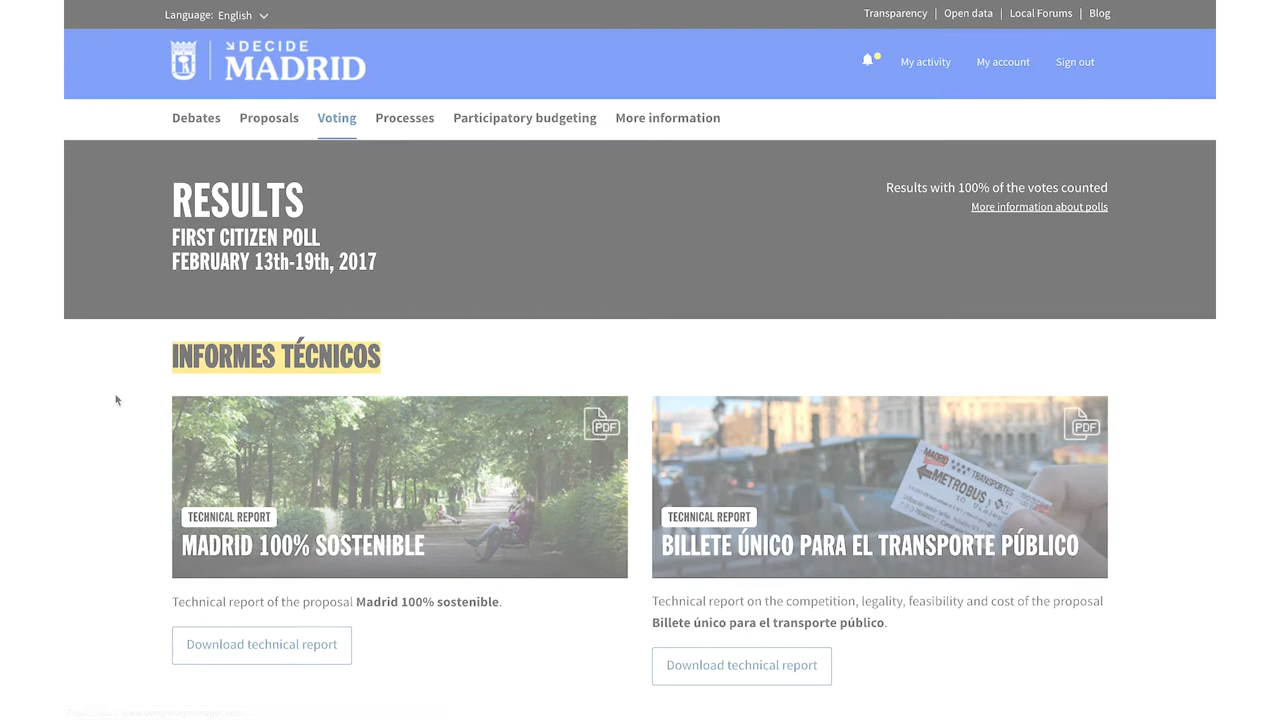 Language: English
Transparency | Open data | Local Forums | Blog
DECIDE
MADRID
My activity My account Sign out
Debates Proposals Voting Processes Participatory budgeting More information
RESULTS
FIRST CITIZEN POLL
FEBRUARY 13th-19th, 2017
Results with 100% of the votes counted
More information about polls
INFORMES TÉCNICOS
PDF
TECHNICAL REPORT
MADRID 100% SOSTENIBLE
Technical report of the proposal Madrid 100% sostenible.
Download technical report
PDF
MADRID
TRANSPORTES
METROBUS
TECHNICAL REPORT
BILLETE ÚNICO PARA EL TRANSPORTE PÚBLICO
Technical report on the competition, legality, feasibility and cost of the proposal
Billete único para el transporte público.
Download technical report